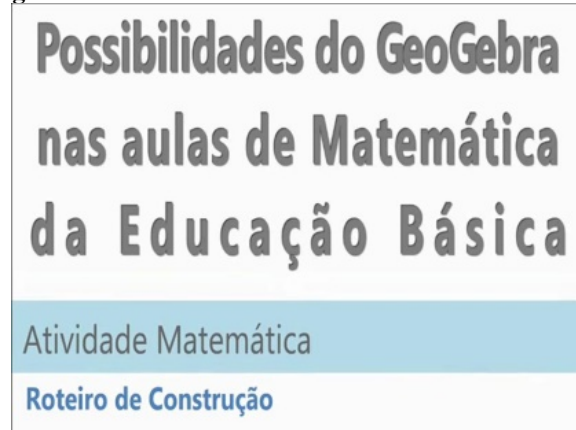 Possibilidades do GeoGebra
nas aulas de Matemática
da Educação Básica
Atividade Matemática
Roteiro de Construção